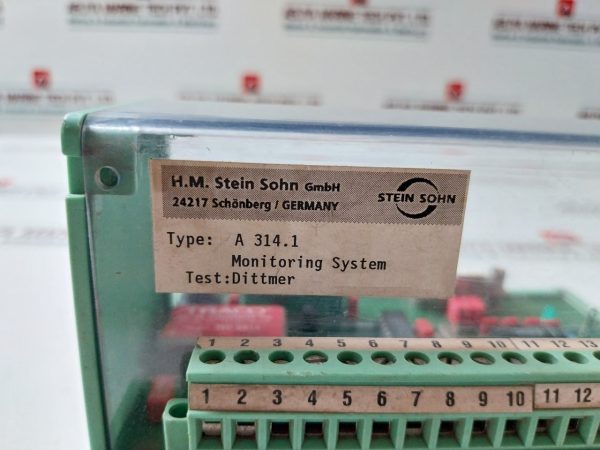 H.M. Stein Sohn GmbH
24217 Schönberg / GERMANY
STEIN SOHN
Type: A 314.1
Monitoring System
Test:Dittmer
1 2 3 4 5 6 7 8 9 10 11 12 13
1 2 3 4 5 6 7 8 9 10 11 12